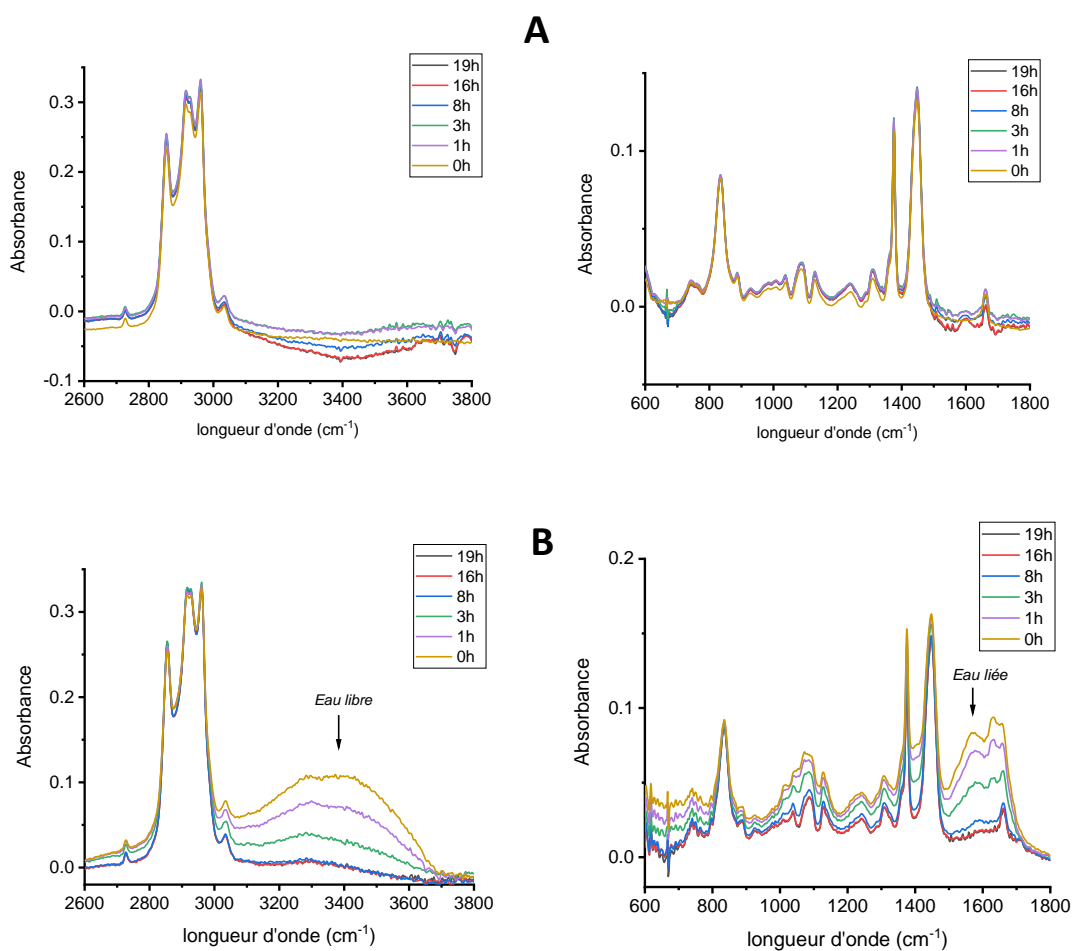 A
19h
16h
8h
3h
1h
0h
0.3
0.2
0.1
0.0
-0.1
Absorbance
2600 2800 3000 3200 3400 3600 3800
longueur d'onde (cm-1)
19h
16h
8h
3h
1h
0h
0.1
0.0
Absorbance
600 800 1000 1200 1400 1600 1800
longueur d'onde (cm-1)
B
19h
16h
8h
3h
1h
0h
Eau libre
0.3
0.2
0.1
0.0
Absorbance
2600 2800 3000 3200 3400 3600 3800
longueur d'onde (cm-1)
19h
16h
8h
3h
1h
0h
Eau liée
0.2
0.1
0.0
Absorbance
600 800 1000 1200 1400 1600 1800
longueur d'onde (cm-1)